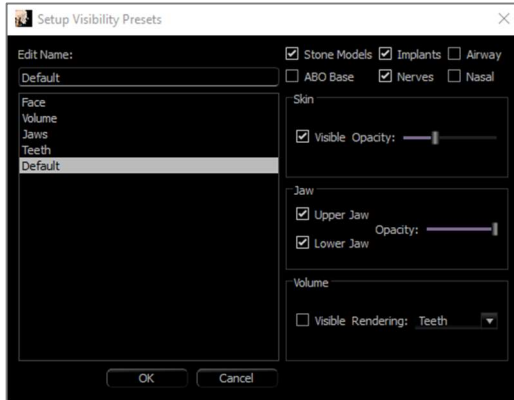 Setup Visibility Presets
Edit Name:
Default
Face
Volume
Jaws
Teeth
Default
Stone Models Implants Airway
ABO Base Nerves Nasal
Skin
Visible Opacity:
Jaw
Upper Jaw
Opacity:
Lower Jaw
Volume
Visible Rendering: Teeth
OK Cancel